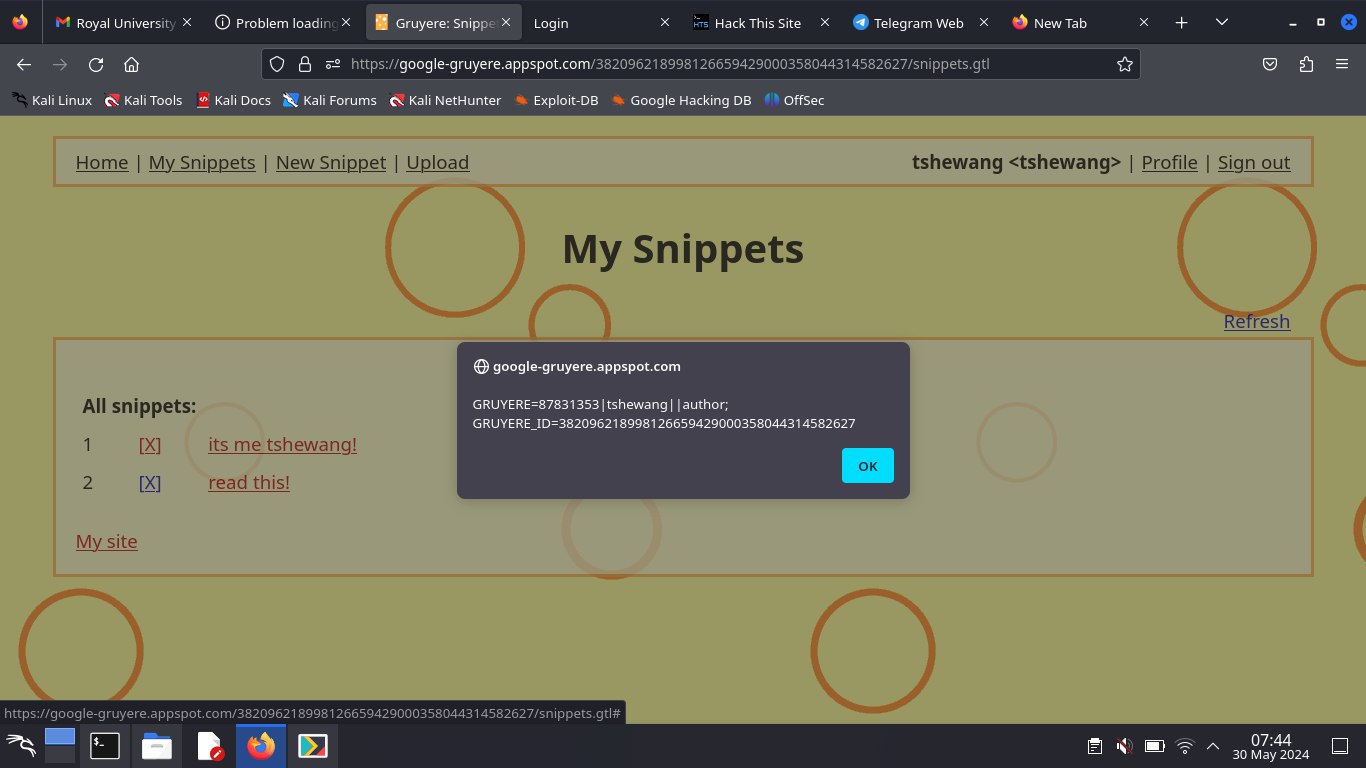 Royal University
Problem loading
Gruyere: Snippe
Login
Hack This Site
Telegram Web
New Tab
https://google-gruyere.appspot.com/382096218998126659429000358044314582627/snippets.gtl
Kali Linux
Kali Tools
Kali Docs
Kali Forums
Kali NetHunter
Exploit-DB
Google Hacking DB
OffSec
Home | My Snippets | New Snippet | Upload
tshewang <tshewang> | Profile | Sign out
My Snippets
Refresh
google-gruyere.appspot.com
GRUYERE=87831353|tshewang||author;
GRUYERE_ID=382096218998126659429000358044314582627
OK
All snippets:
1 [X] its me tshewang!
2 [X] read this!
My site
https://google-gruyere.appspot.com/382096218998126659429000358044314582627/snippets.gtl#
07:44
30 May 2024